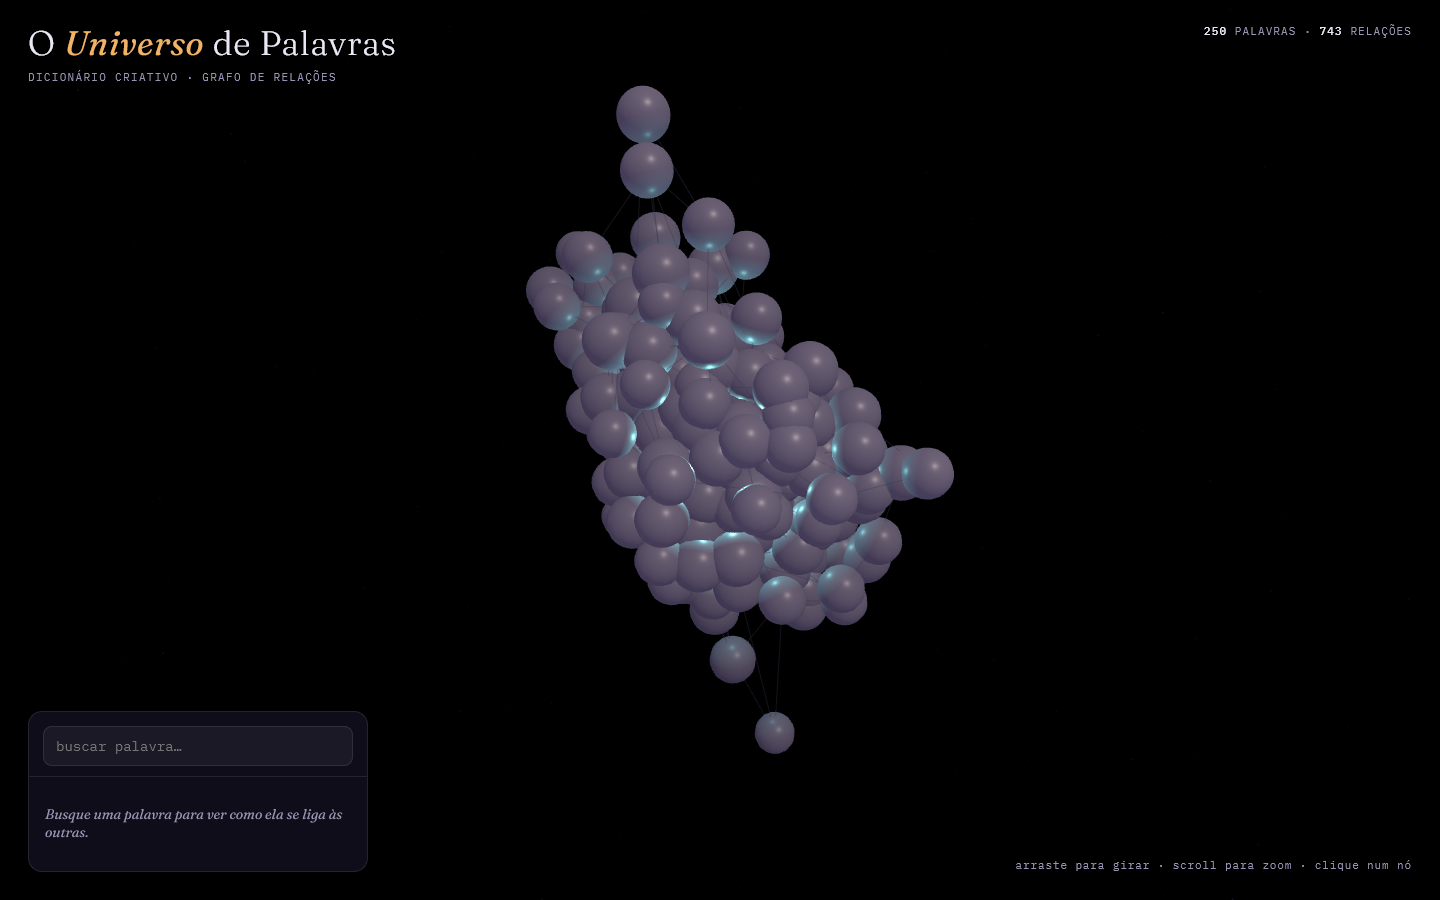 O Universo de Palavras
DICIONÁRIO CRIATIVO · GRAFO DE RELAÇÕES
250 PALAVRAS · 743 RELAÇÕES
buscar palavra…
Busque uma palavra para ver como ela se liga às
outras.
arraste para girar · scroll para zoom · clique num nó